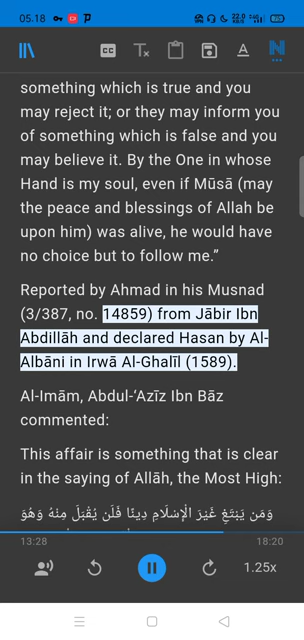 05.18
22.0
KB/S
something which is true and you
may reject it; or they may inform you
of something which is false and you
may believe it. By the One in whose
Hand is my soul, even if Mūsā (may
the peace and blessings of Allah be
upon him) was alive, he would have
no choice but to follow me.”
Reported by Ahmad in his Musnad
(3/387, no. 14859) from Jābir Ibn
Abdillāh and declared Hasan by Al-
Albāni in Irwā Al-Ghalīl (1589).
Al-Imām, Abdul-‘Azīz Ibn Bāz
commented:
This affair is something that is clear
in the saying of Allāh, the Most High:
وَمَن يَبْتَغِ غَيْرَ الْإِسْلَامِ دِينًا فَلَن يُقْبَلَ مِنْهُ وَهُوَ
13:28
18:20
1.25x